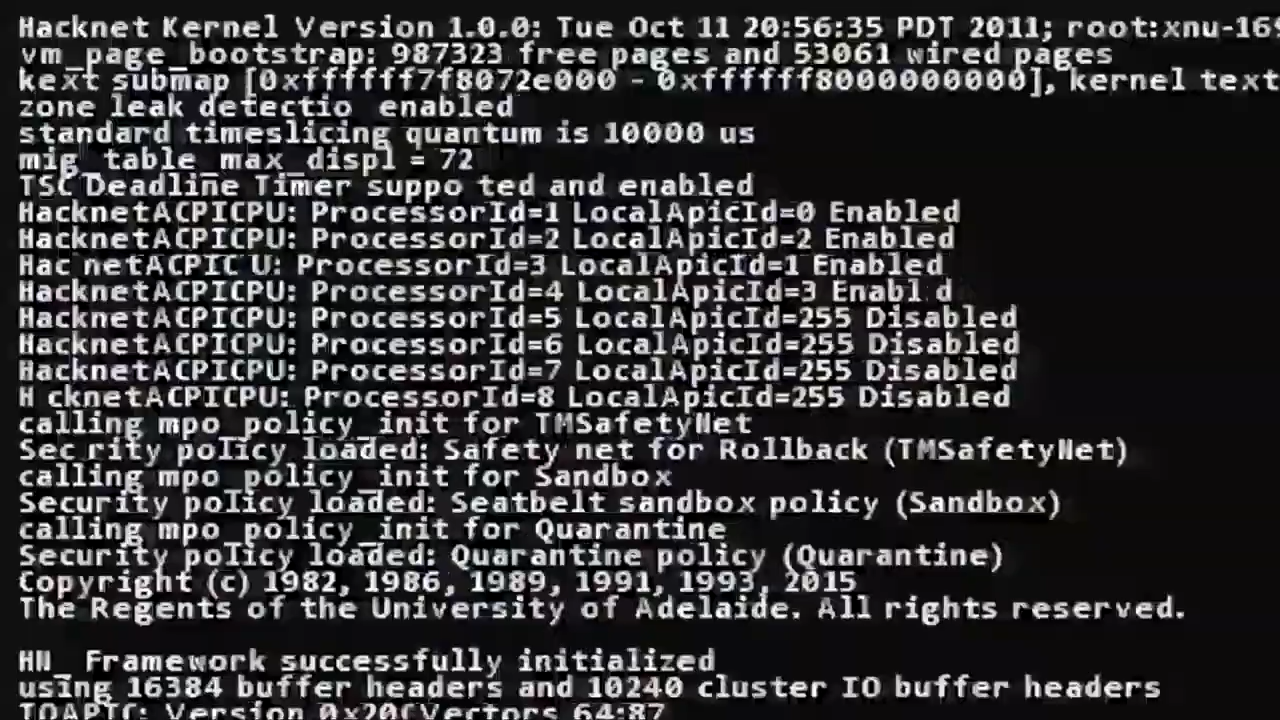 Hacknet Kernel Version 1.0.0: Tue Oct 11 20:56:35 PDT 2011; root:xnu-169
vm_page_bootstrap: 987323 free pages and 53061 wired pages
kext submap [0xffffff7f8072e000 - 0xffffff8000000000], kernel text
zone leak detectio  enabled
standard timeslicing quantum is 10000 us
mig_table_max_displ = 72
TSC Deadline Timer suppo ted and enabled
HacknetACPICPU: ProcessorId=1 LocalApicId=0 Enabled
HacknetACPICPU: ProcessorId=2 LocalApicId=2 Enabled
Hac netACPIC U: ProcessorId=3 LocalApicId=1 Enabled
HacknetACPICPU: ProcessorId=4 LocalApicId=3 Enabl d
HacknetACPICPU: ProcessorId=5 LocalApicId=255 Disabled
HacknetACPICPU: ProcessorId=6 LocalApicId=255 Disabled
HacknetACPICPU: ProcessorId=7 LocalApicId=255 Disabled
H cknetACPICPU: ProcessorId=8 LocalApicId=255 Disabled
calling mpo_policy_init for TMSafetyNet
Sec rity policy loaded: Safety net for Rollback (TMSafetyNet)
calling mpo_policy_init for Sandbox
Security policy loaded: Seatbelt sandbox policy (Sandbox)
calling mpo_policy_init for Quarantine
Security policy loaded: Quarantine policy (Quarantine)
Copyright (c) 1982, 1986, 1989, 1991, 1993, 2015
The Regents of the University of Adelaide. All rights reserved.
HN_ Framework successfully initialized
using 16384 buffer headers and 10240 cluster IO buffer headers
IOAPIC: Version 0x20CVectors 64:87